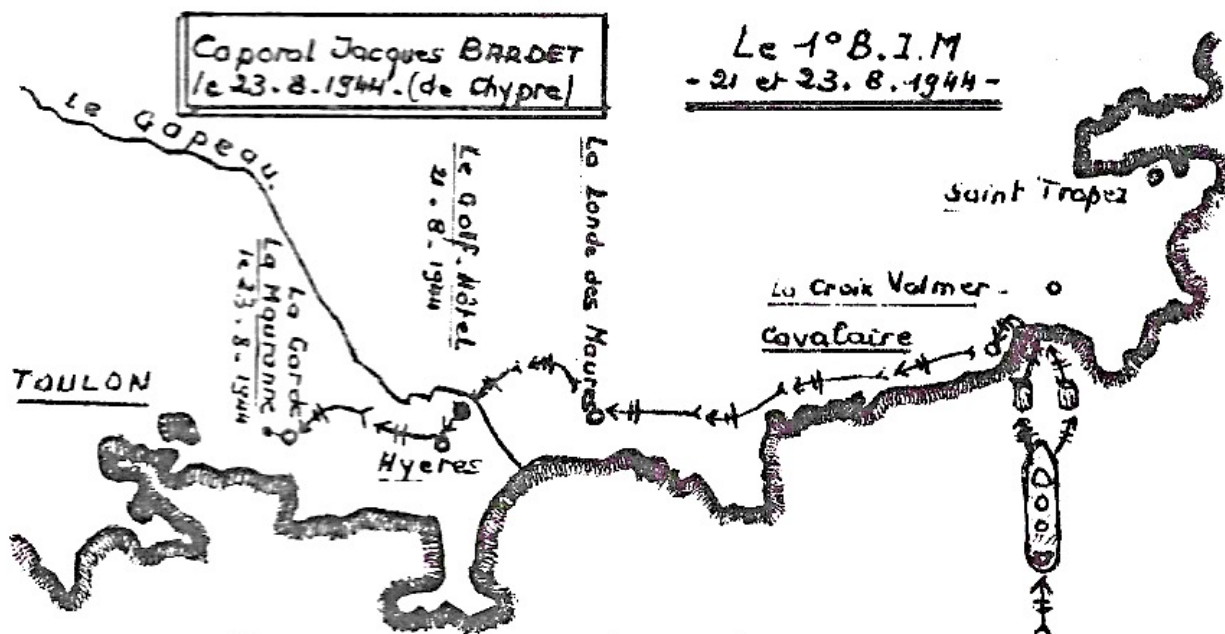 Caporal Jacques BARDET
le 23.8.1944.(de Chypre)
Le 1° B.I.M
- 21 et 23.8.1944 -
Le Gapeau.
Le Golf-Hôtel
21-8-1944
La Londe des Maures
La Garde
La Mauranne
le 23-8-1944
Saint Tropez
La Croix Valmer -
Cavalaire
TOULON
Hyeres